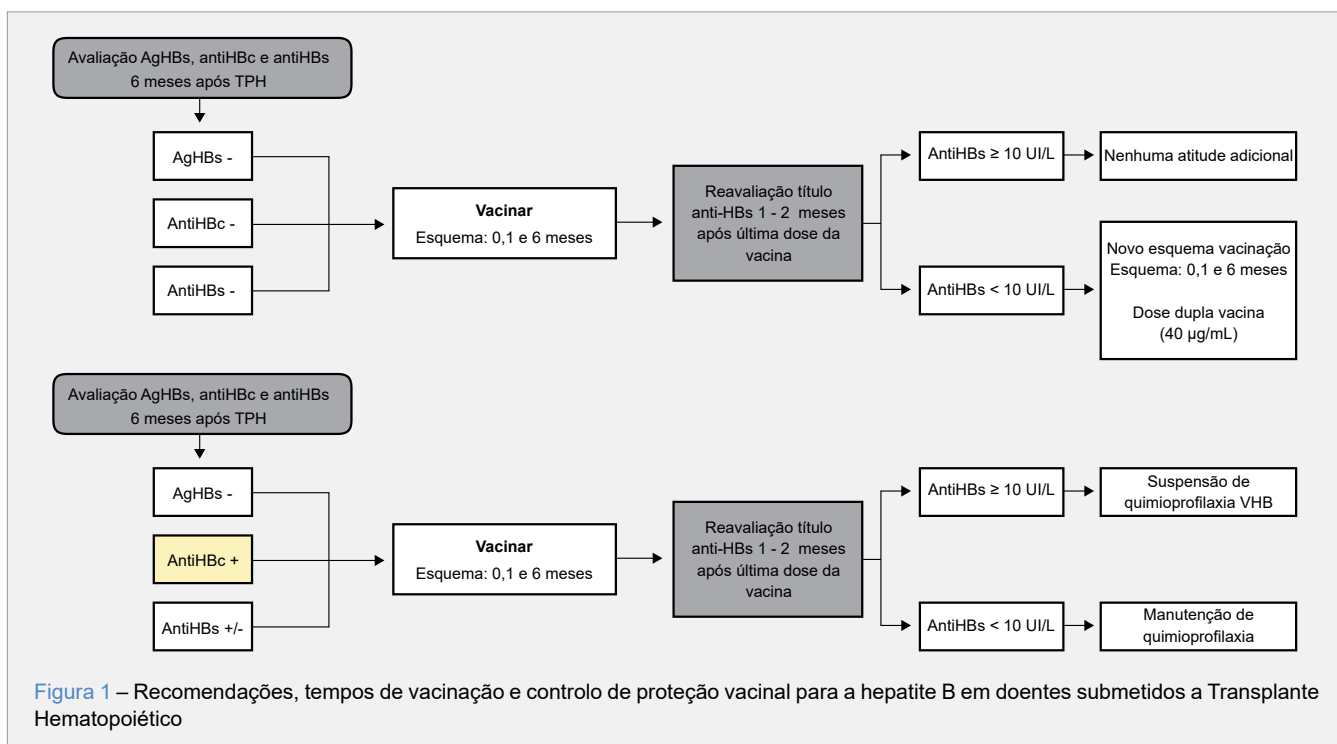 Avaliação AgHBs, antiHBc e antiHBs
6 meses após TPH
AgHBs -
AntiHBc -
AntiHBs -
Vacinar
Esquema: 0,1 e 6 meses
Reavaliação título
anti-HBs 1 - 2 meses
após última dose da
vacina
AntiHBs ≥ 10 UI/L
Nenhuma atitude adicional
AntiHBs < 10 UI/L
Novo esquema vacinação
Esquema: 0,1 e 6 meses
Dose dupla vacina
(40 µg/mL)
Avaliação AgHBs, antiHBc e antiHBs
6 meses após TPH
AgHBs -
AntiHBc +
AntiHBs +/-
Vacinar
Esquema: 0,1 e 6 meses
Reavaliação título
anti-HBs 1 - 2 meses
após última dose da
vacina
AntiHBs ≥ 10 UI/L
Suspensão de
quimioprofilaxia VHB
AntiHBs < 10 UI/L
Manutenção de
quimioprofilaxia
Figura 1 – Recomendações, tempos de vacinação e controlo de proteção vacinal para a hepatite B em doentes submetidos a Transplante
Hematopoiético